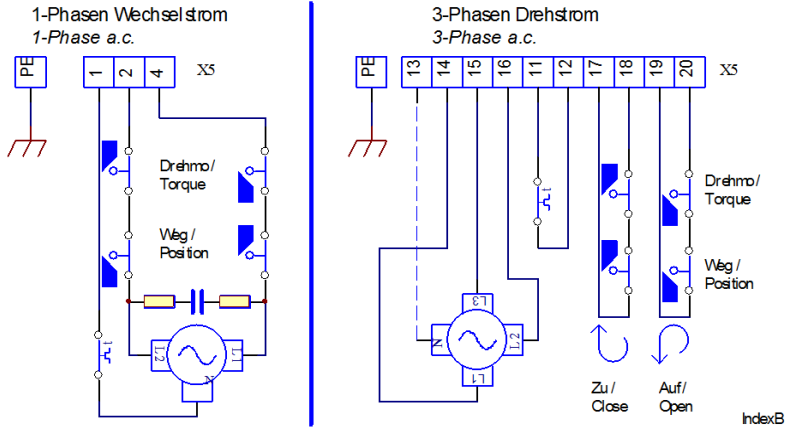 1-Phasen Wechselstrom
1-Phase a.c.
PE
1 2 4 X5
Drehmo/
Torque
Weg /
Position
t
L2 L1
N
3-Phasen Drehstrom
3-Phase a.c.
PE
13 14 15 16 11 12 17 18 19 20 X5
t
Drehmo/
Torque
Weg /
Position
L3
N L2
L1
Zu /
Close
Auf /
Open
IndexB